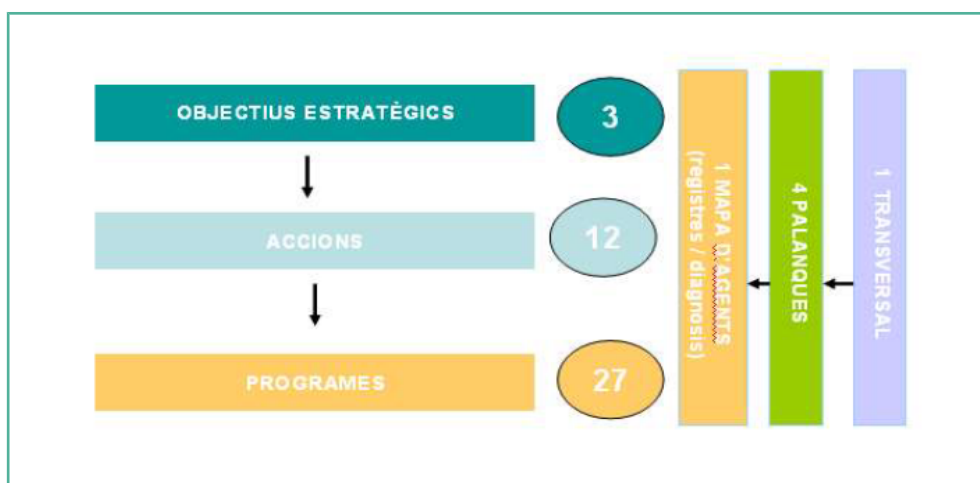 OBJECTIUS ESTRATÈGICS
3
ACCIONS
12
PROGRAMES
27
1 MAPA D'AGENTS
(registres / diagnosis)
4 PALANQUES
1 TRANSVERSAL